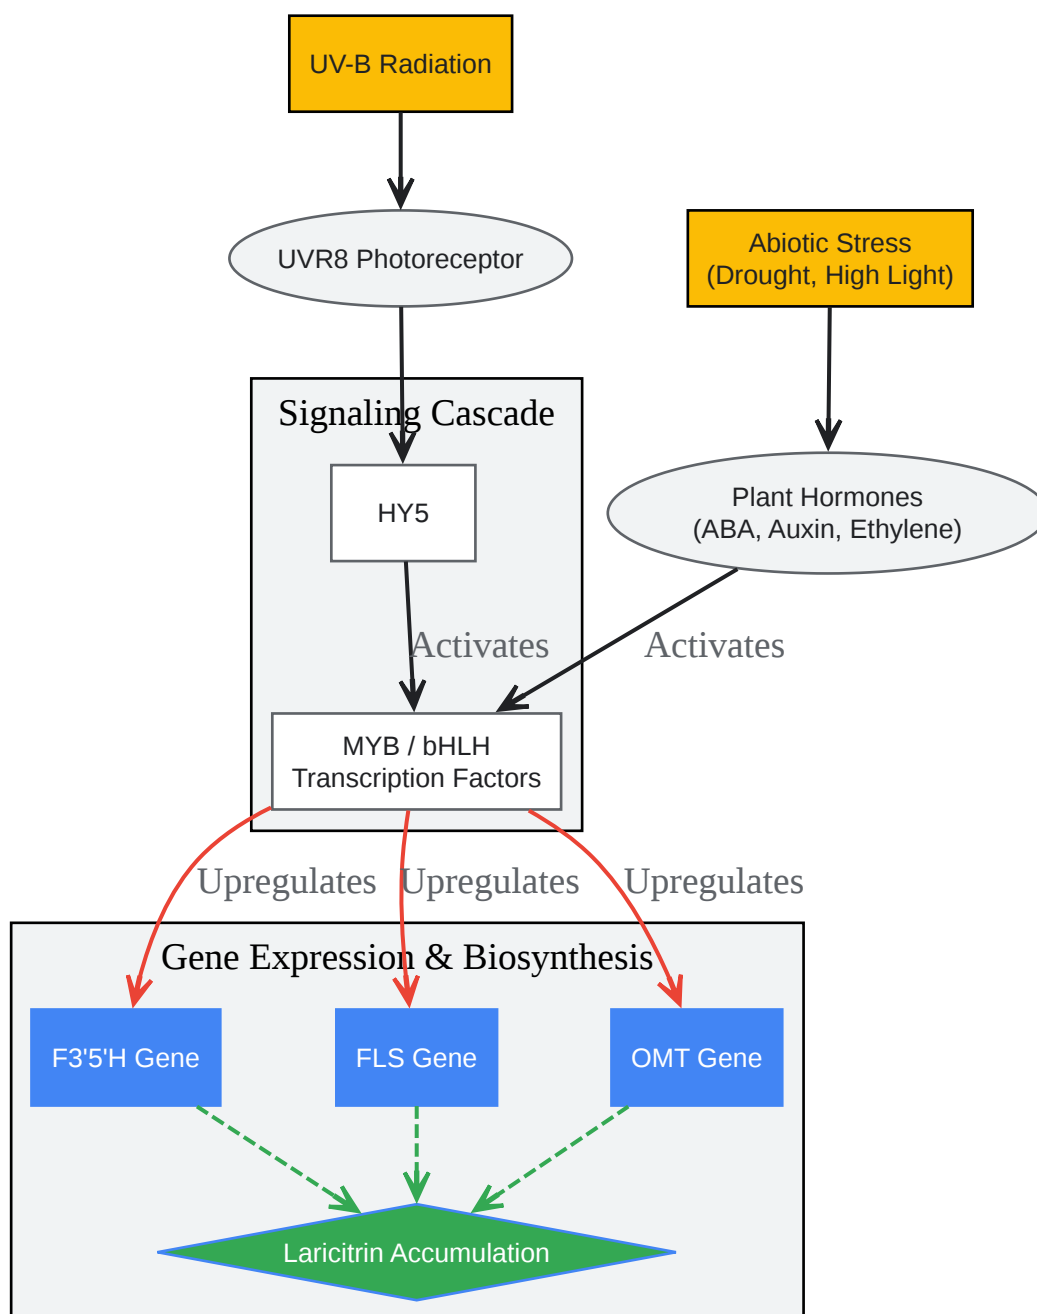 UV-B Radiation
UVR8 Photoreceptor
Abiotic Stress
(Drought, High Light)
Signaling Cascade
HY5
Plant Hormones
(ABA, Auxin, Ethylene)
Activates
Activates
MYB / bHLH
Transcription Factors
Upregulates
Upregulates
Upregulates
Gene Expression & Biosynthesis
F3'5'H Gene
FLS Gene
OMT Gene
Laricitrin Accumulation